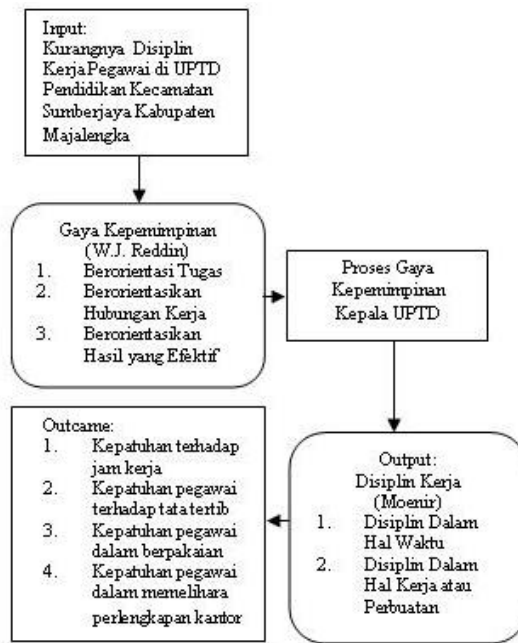 Input:
Kurangnya Disiplin
Kerja Pegawai di UPTD
Pendidikan Kecamatan
Sumberjaya Kabupaten
Majalengka
Gaya Kepemimpinan
(W.J. Reddin)
1. Berorientasi Tugas
2. Berorientasikan
Hubungan Kerja
3. Berorientasikan
Hasil yang Efektif
Proses Gaya
Kepemimpinan
Kepala UPTD
Output:
Disiplin Kerja
(Moenir)
1. Disiplin Dalam
Hal Waktu
2. Disiplin Dalam
Hal Kerja atau
Perbuatan
Outcame:
1. Kepatuhan terhadap
jam kerja
2. Kepatuhan pegawai
terhadap tata tertib
3. Kepatuhan pegawai
dalam berpakaian
4. Kepatuhan pegawai
dalam memelihara
perlengkapan kantor